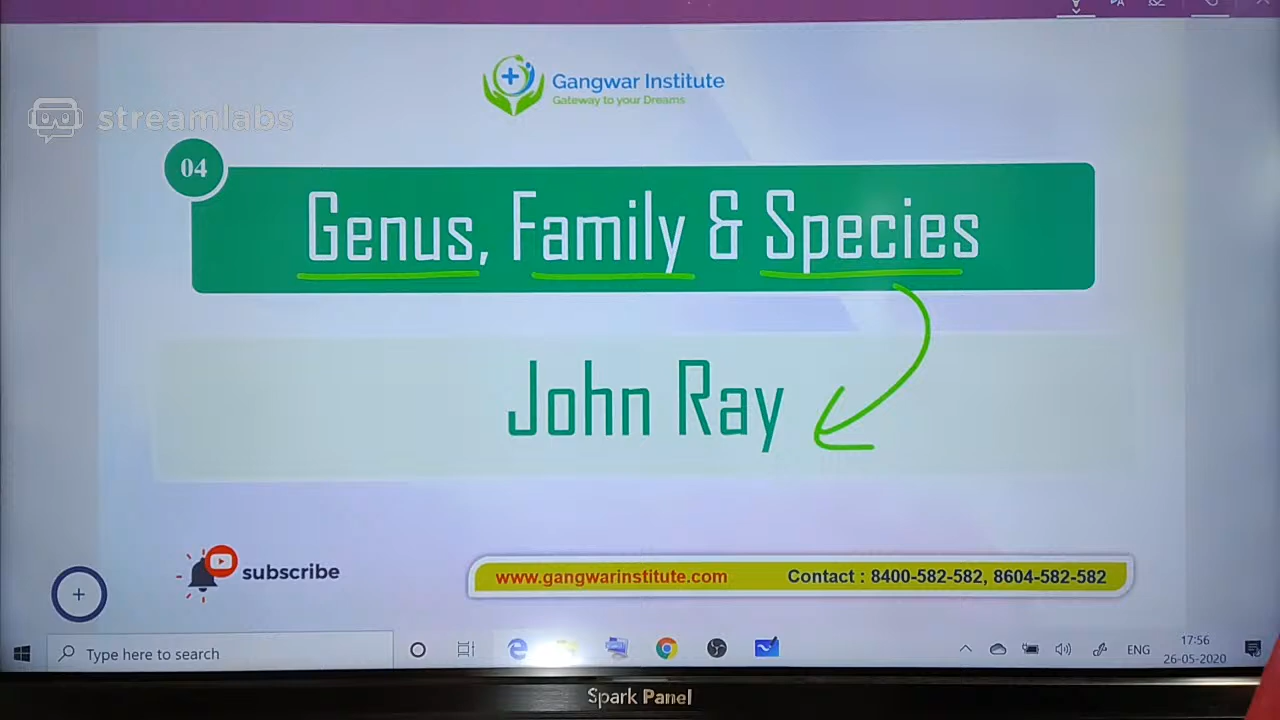 Gangwar Institute
Gateway to your Dreams
streamlabs
04
Genus, Family & Species
John Ray
subscribe
www.gangwarinstitute.com Contact : 8400-582-582, 8604-582-582
Type here to search
ENG
17:56
26-05-2020
Spark Panel